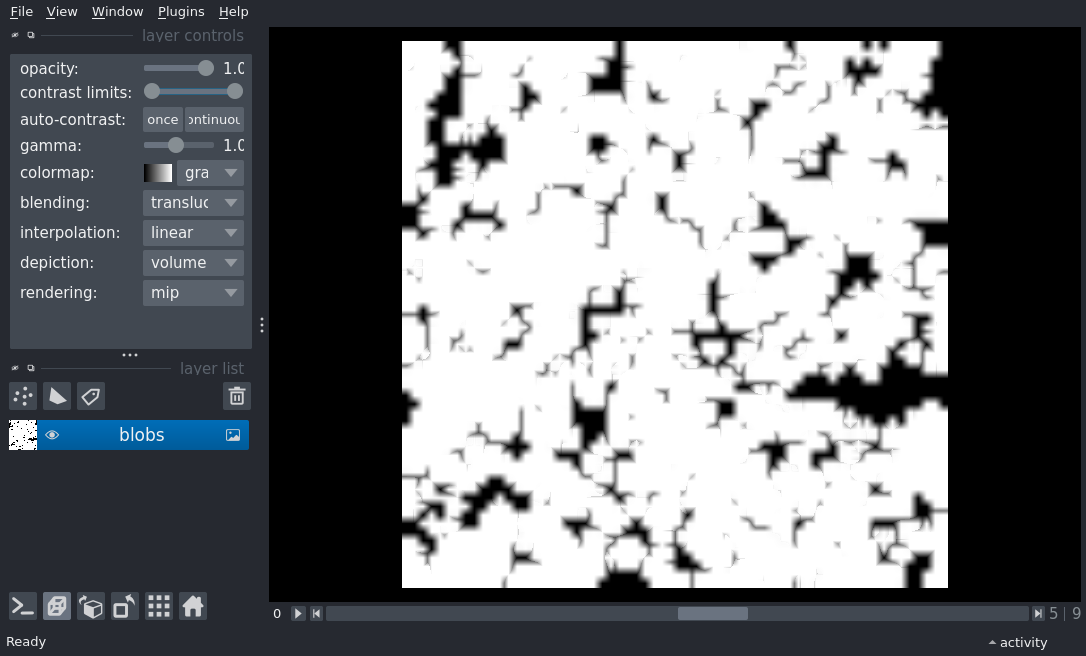 File View Window Plugins Help
layer controls
opacity: 1.0
contrast limits:
auto-contrast: once ontinuou
gamma: 1.0
colormap: gra
blending: transluc
interpolation: linear
depiction: volume
rendering: mip
layer list
blobs
0 5 | 9
Ready activity